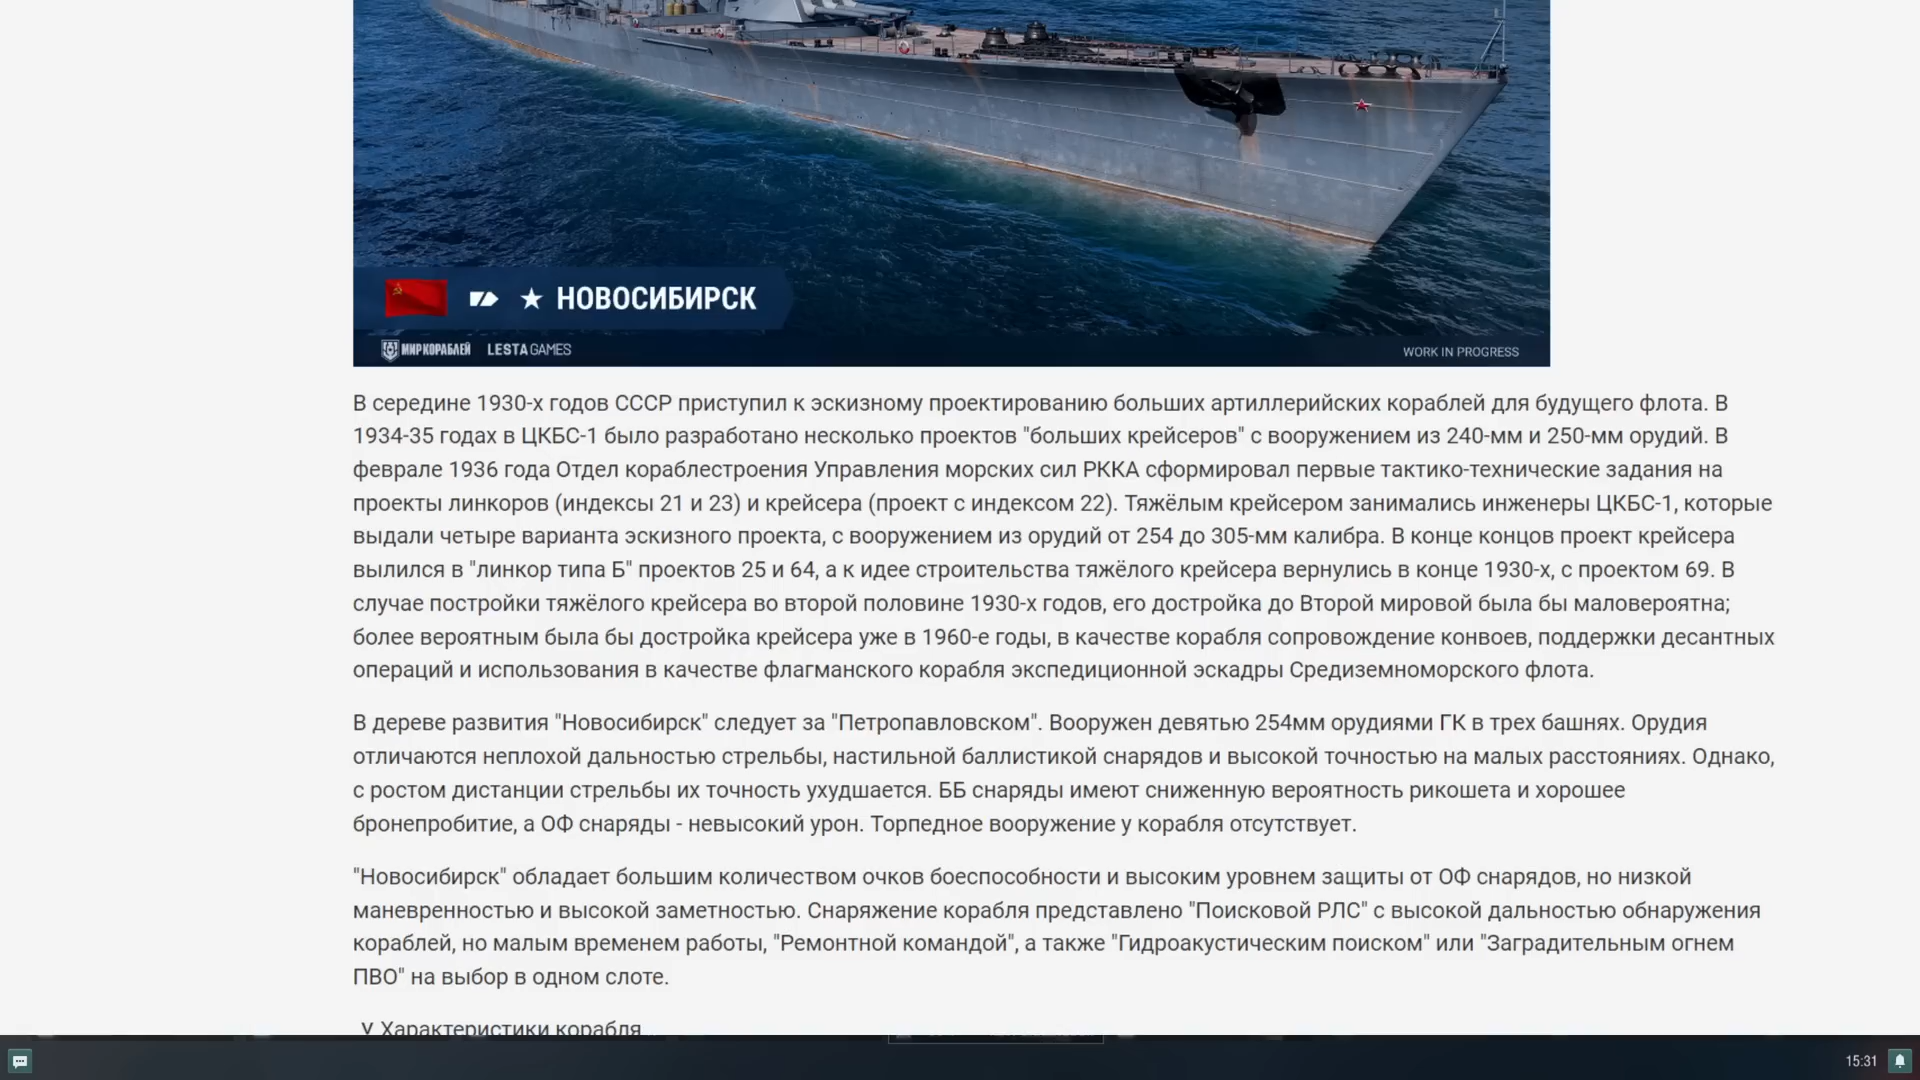 ★ НОВОСИБИРСК
МИР КОРАБЛЕЙ LESTA GAMES
WORK IN PROGRESS
В середине 1930-х годов СССР приступил к эскизному проектированию больших артиллерийских кораблей для будущего флота. В
1934-35 годах в ЦКБС-1 было разработано несколько проектов "больших крейсеров" с вооружением из 240-мм и 250-мм орудий. В
феврале 1936 года Отдел кораблестроения Управления морских сил РККА сформировал первые тактико-технические задания на
проекты линкоров (индексы 21 и 23) и крейсера (проект с индексом 22). Тяжёлым крейсером занимались инженеры ЦКБС-1, которые
выдали четыре варианта эскизного проекта, с вооружением из орудий от 254 до 305-мм калибра. В конце концов проект крейсера
вылился в "линкор типа Б" проектов 25 и 64, а к идее строительства тяжёлого крейсера вернулись в конце 1930-х, с проектом 69. В
случае постройки тяжёлого крейсера во второй половине 1930-х годов, его достройка до Второй мировой была бы маловероятна;
более вероятным была бы достройка крейсера уже в 1960-е годы, в качестве корабля сопровождение конвоев, поддержки десантных
операций и использования в качестве флагманского корабля экспедиционной эскадры Средиземноморского флота.
В дереве развития "Новосибирск" следует за "Петропавловском". Вооружен девятью 254мм орудиями ГК в трех башнях. Орудия
отличаются неплохой дальностью стрельбы, настильной баллистикой снарядов и высокой точностью на малых расстояниях. Однако,
с ростом дистанции стрельбы их точность ухудшается. ББ снаряды имеют сниженную вероятность рикошета и хорошее
бронепробитие, а ОФ снаряды - невысокий урон. Торпедное вооружение у корабля отсутствует.
"Новосибирск" обладает большим количеством очков боеспособности и высоким уровнем защиты от ОФ снарядов, но низкой
маневренностью и высокой заметностью. Снаряжение корабля представлено "Поисковой РЛС" с высокой дальностью обнаружения
кораблей, но малым временем работы, "Ремонтной командой", а также "Гидроакустическим поиском" или "Заградительным огнем
ПВО" на выбор в одном слоте.
У Характеристики корабля
15:31